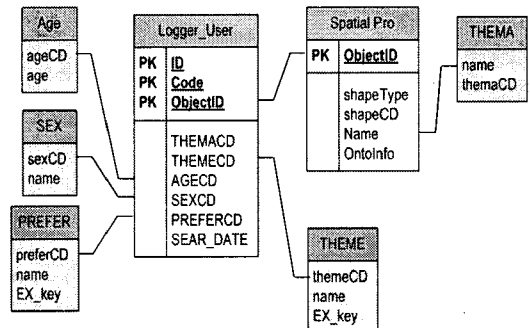 Age
ageCD
age
SEX
sexCD
name
PREFER
preferCD
name
EX_key
Logger_User
PK ID
PK Code
PK ObjectID
THEMACD
THEMECD
AGECD
SEXCD
PREFERCD
SEAR_DATE
Spatial Pro
PK ObjectID
shapeType
shapeCD
Name
OntoInfo
THEMA
name
themaCD
THEME
themeCD
name
EX_key